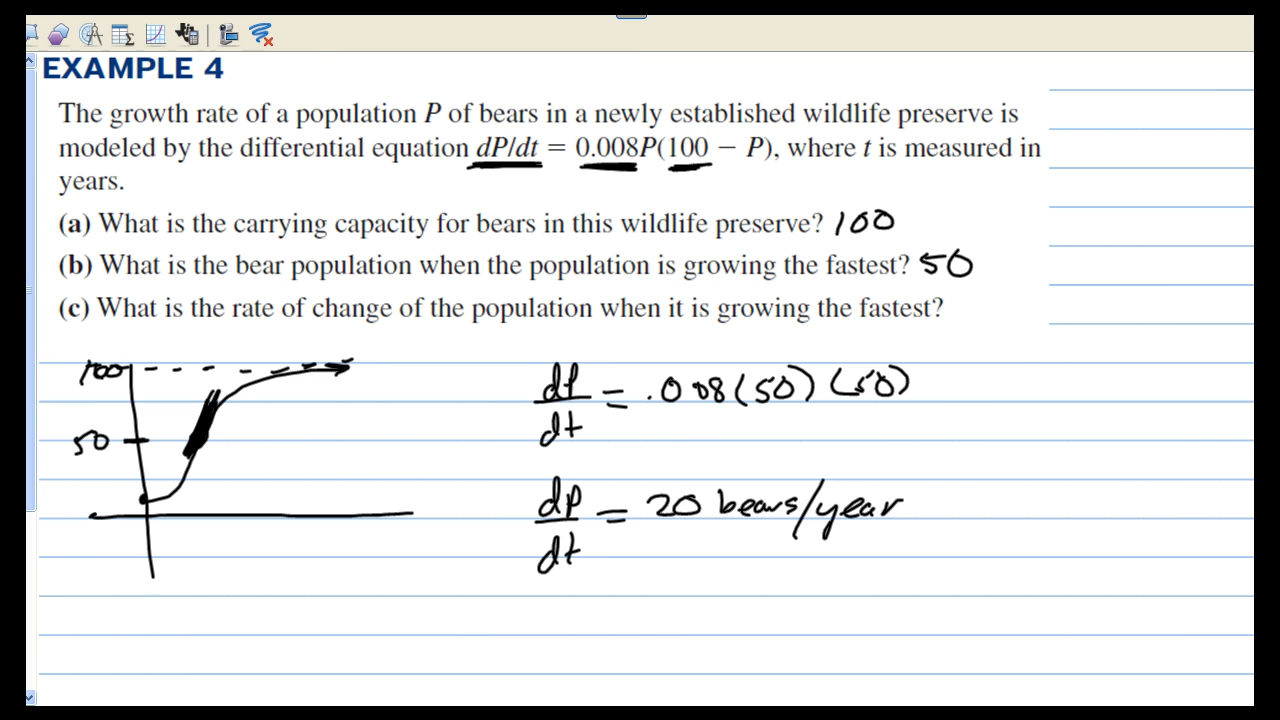 EXAMPLE 4
The growth rate of a population P of bears in a newly established wildlife preserve is
modeled by the differential equation dP/dt = 0.008P(100 − P), where t is measured in
years.
(a) What is the carrying capacity for bears in this wildlife preserve? 100
(b) What is the bear population when the population is growing the fastest? 50
(c) What is the rate of change of the population when it is growing the fastest?
100
50
dP/dt = .008(50)(50)
dP/dt = 20 bears/year